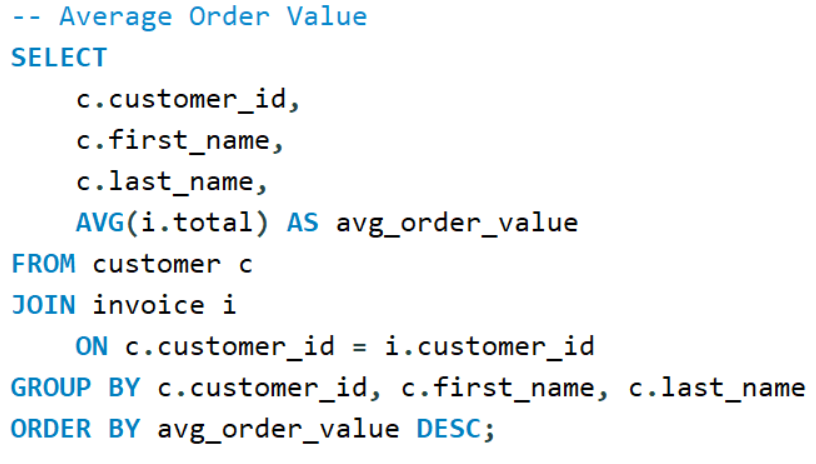 -- Average Order Value
SELECT
    c.customer_id,
    c.first_name,
    c.last_name,
    AVG(i.total) AS avg_order_value
FROM customer c
JOIN invoice i
    ON c.customer_id = i.customer_id
GROUP BY c.customer_id, c.first_name, c.last_name
ORDER BY avg_order_value DESC;